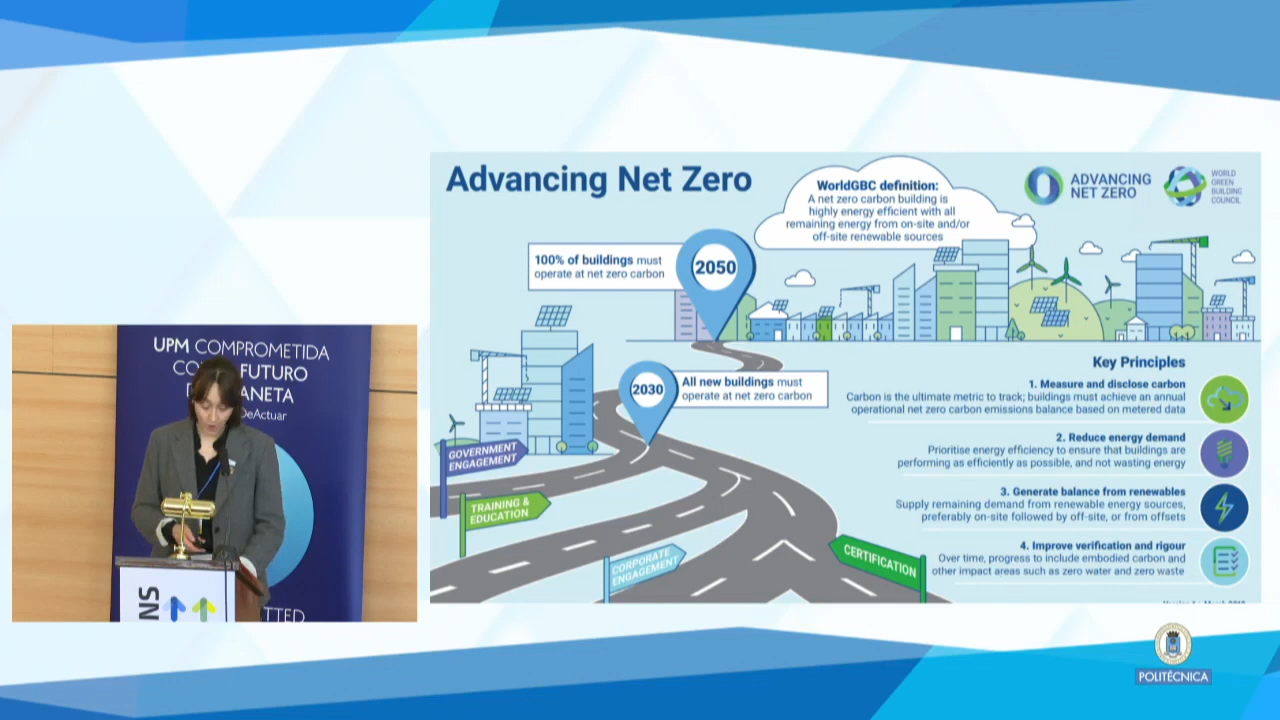 UPM COMPROMETIDA
FUTURO
DeActuar
NS
TTED
Advancing Net Zero
WorldGBC definition:
A net zero carbon building is
highly energy efficient with all
remaining energy from on-site and/or
off-site renewable sources
ADVANCING
NET ZERO
WORLD
GREEN
BUILDING
COUNCIL
100% of buildings must
operate at net zero carbon
2050
2030
All new buildings must
operate at net zero carbon
GOVERNMENT
ENGAGEMENT
TRAINING &
EDUCATION
CORPORATE
ENGAGEMENT
CERTIFICATION
Key Principles
1. Measure and disclose carbon
Carbon is the ultimate metric to track; buildings must achieve an annual
operational net zero carbon emissions balance based on metered data
2. Reduce energy demand
Prioritise energy efficiency to ensure that buildings are
performing as efficiently as possible, and not wasting energy
3. Generate balance from renewables
Supply remaining demand from renewable energy sources,
preferably on-site followed by off-site, or from offsets
4. Improve verification and rigour
Over time, progress to include embodied carbon and
other impact areas such as zero water and zero waste
POLITÉCNICA